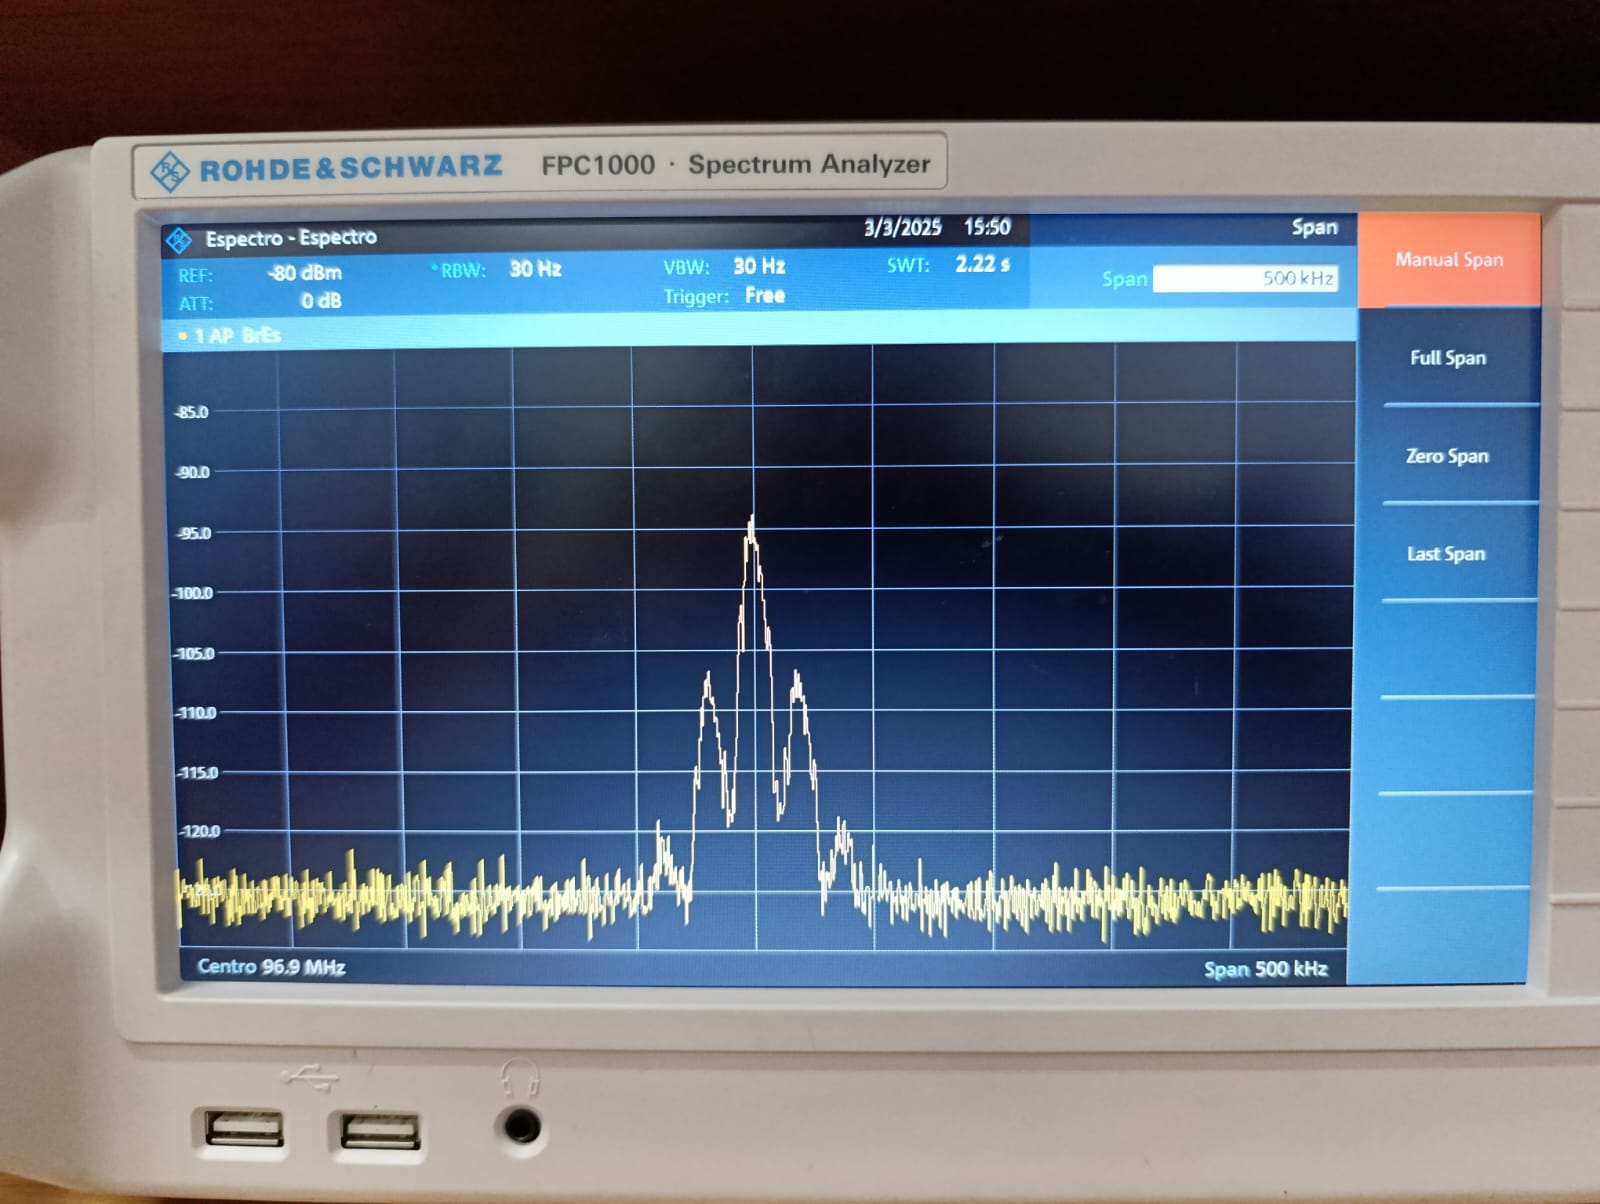 ROHDE&SCHWARZ FPC1000 · Spectrum Analyzer
Espectro - Espectro 3/3/2025 15:50 Span
REF: -80 dBm *RBW: 30 Hz VBW: 30 Hz SWT: 2.22 s Span 500 kHz
ATT: 0 dB Trigger: Free
1 AP BrEs
Manual Span
Full Span
Zero Span
Last Span
-85.0
-90.0
-95.0
-100.0
-105.0
-110.0
-115.0
-120.0
Centro 96.9 MHz Span 500 kHz